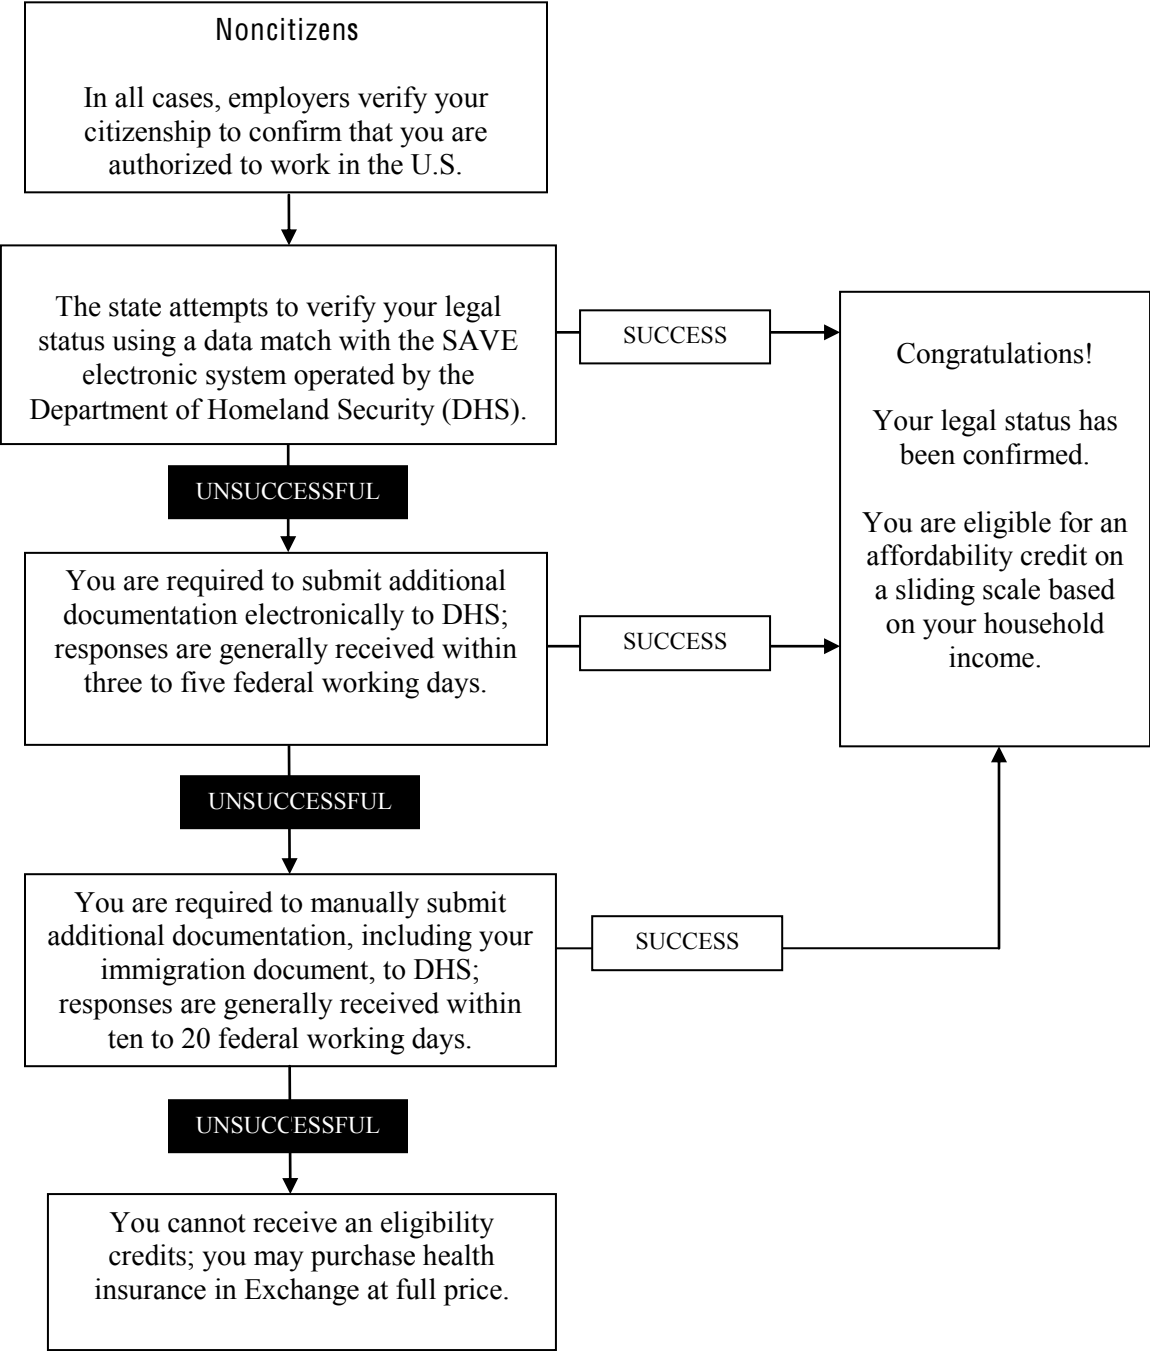 Noncitizens
In all cases, employers verify your
citizenship to confirm that you are
authorized to work in the U.S.
The state attempts to verify your legal
status using a data match with the SAVE
electronic system operated by the
Department of Homeland Security (DHS).
SUCCESS
Congratulations!
Your legal status has
been confirmed.
You are eligible for an
affordability credit on
a sliding scale based
on your household
income.
UNSUCCESSFUL
You are required to submit additional
documentation electronically to DHS;
responses are generally received within
three to five federal working days.
SUCCESS
UNSUCCESSFUL
You are required to manually submit
additional documentation, including your
immigration document, to DHS;
responses are generally received within
ten to 20 federal working days.
SUCCESS
UNSUCCESSFUL
You cannot receive an eligibility
credits; you may purchase health
insurance in Exchange at full price.